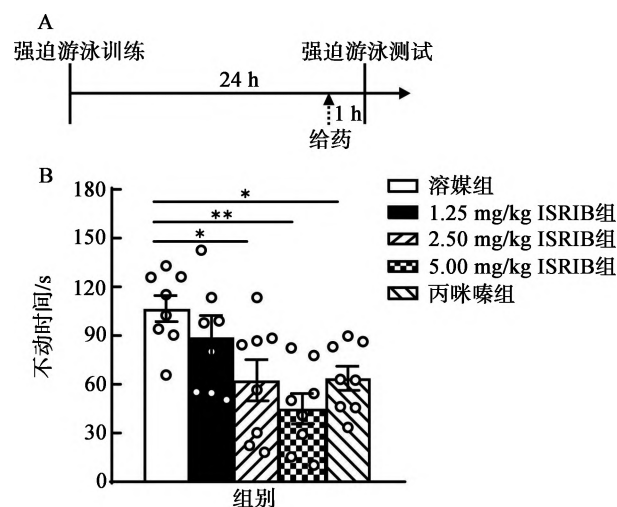 A
强迫游泳训练
强迫游泳测试
24 h
1 h
给药
B
180
150
120
90
60
30
0
不动时间/s
组别
*
**
*
溶媒组
1.25 mg/kg ISRIB组
2.50 mg/kg ISRIB组
5.00 mg/kg ISRIB组
丙咪嗪组